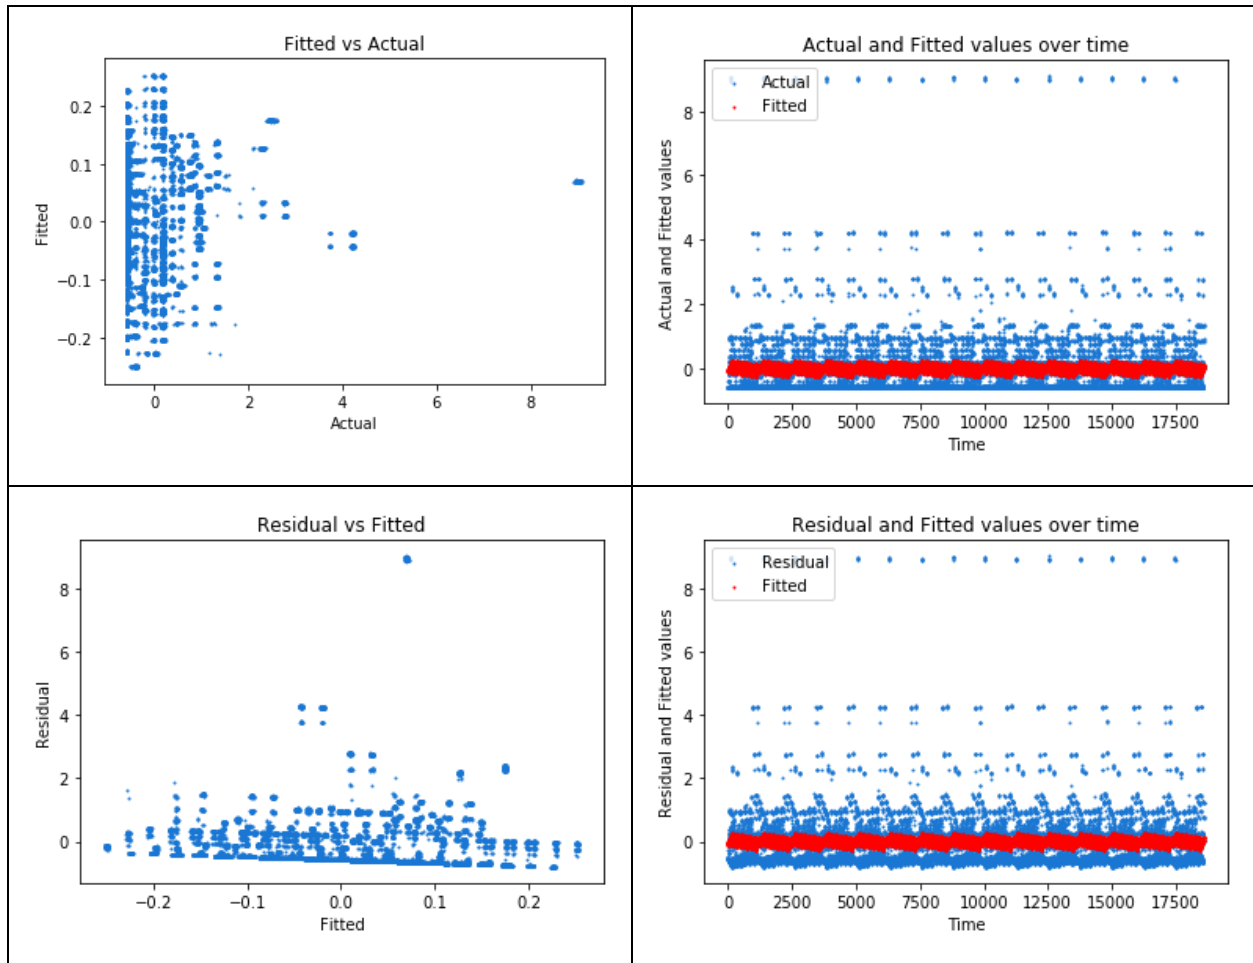 Fitted vs Actual
Fitted
0.2
0.1
0.0
−0.1
−0.2
0 2 4 6 8
Actual
Actual and Fitted values over time
Actual and Fitted values
Actual
Fitted
8
6
4
2
0
0 2500 5000 7500 10000 12500 15000 17500
Time
Residual vs Fitted
Residual
8
6
4
2
0
−0.2 −0.1 0.0 0.1 0.2
Fitted
Residual and Fitted values over time
Residual and Fitted values
Residual
Fitted
8
6
4
2
0
0 2500 5000 7500 10000 12500 15000 17500
Time